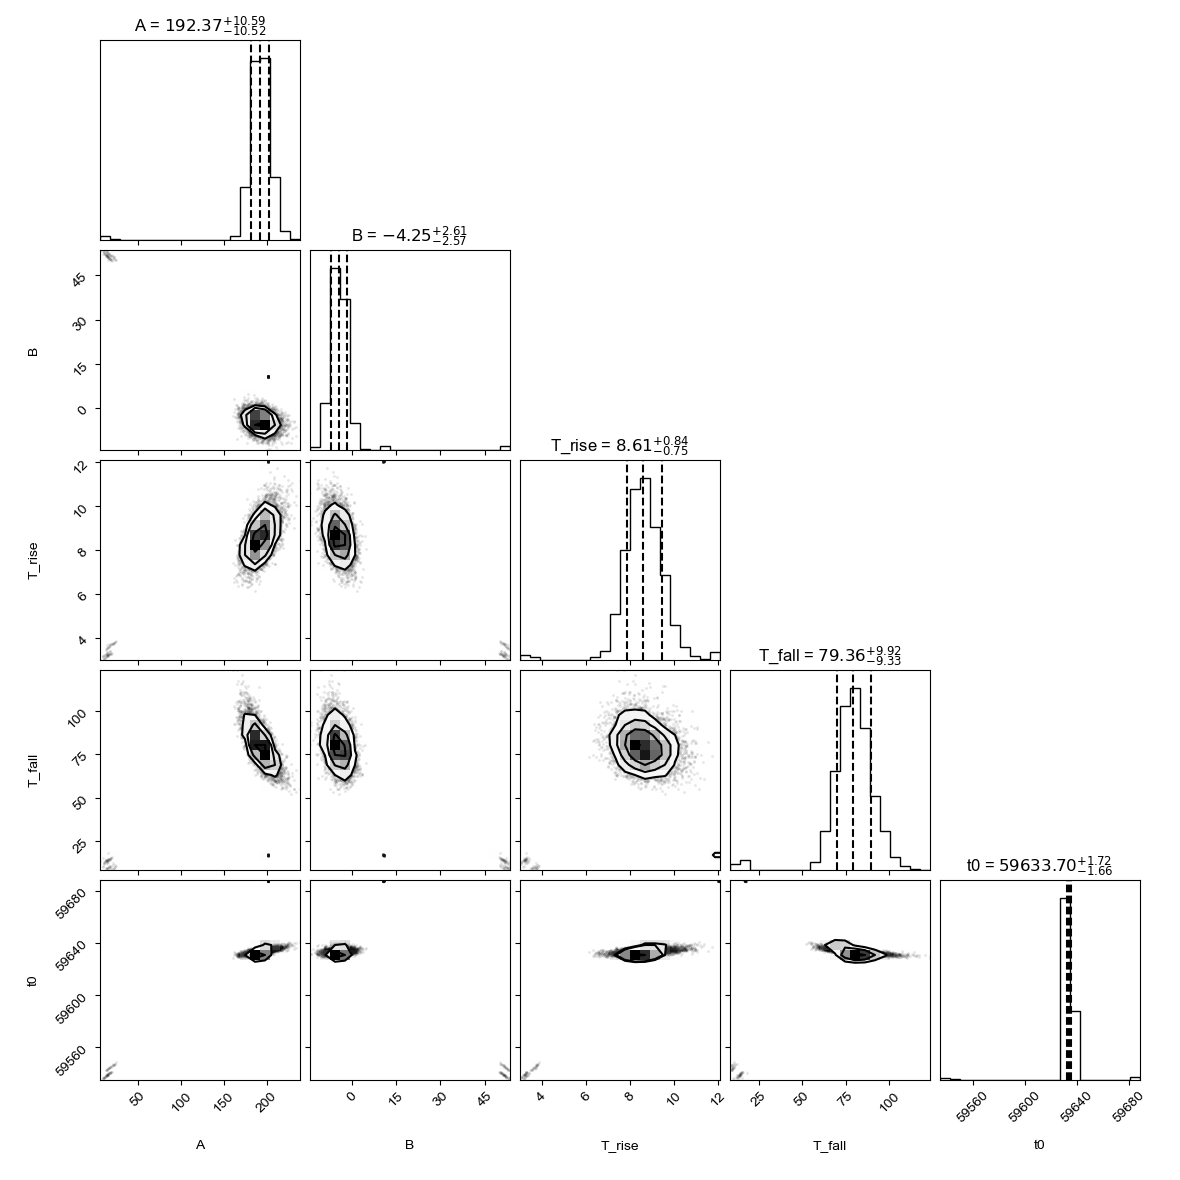 A = 192.37+10.59 −10.52
B = −4.25+2.61 −2.57
45
30
15
0
B
T_rise = 8.61+0.84 −0.75
12
10
8
6
4
T_rise
T_fall = 79.36+9.92 −9.33
100
75
50
25
T_fall
t0 = 59633.70+1.72 −1.66
59680
59640
59600
59560
t0
50 100 150 200 0 15 30 45 4 6 8 10 12 25 50 75 100 59560 59600 59640 59680
A B T_rise T_fall t0